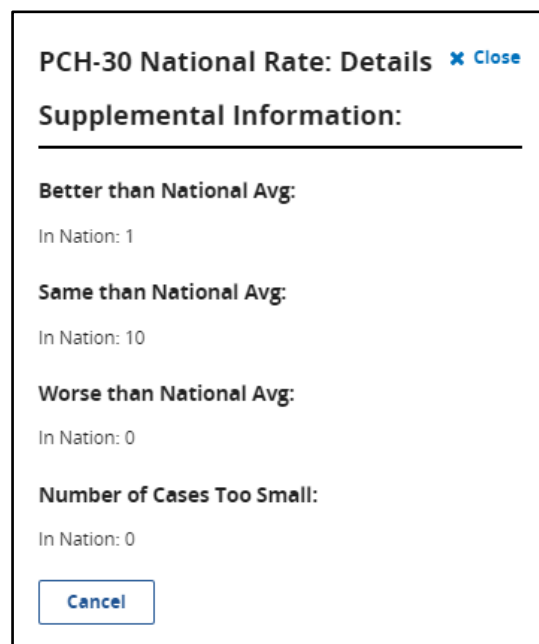 PCH-30 National Rate: Details ✖ Close
Supplemental Information:
Better than National Avg:
In Nation: 1
Same than National Avg:
In Nation: 10
Worse than National Avg:
In Nation: 0
Number of Cases Too Small:
In Nation: 0
Cancel